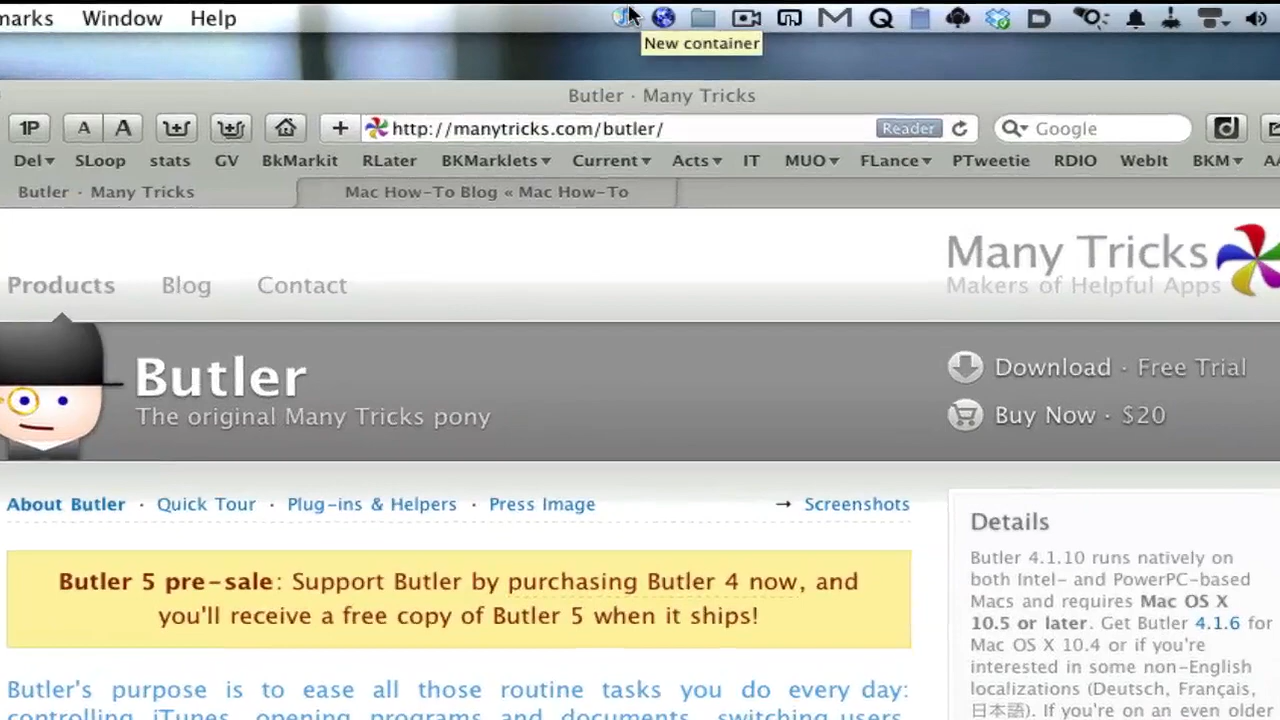 marks Window Help
New container
Butler · Many Tricks
1P A A + http://manytricks.com/butler/ Reader Google
Del SLoop stats GV BkMarkit RLater BKMarklets Current Acts IT MUO FLance PTweetie RDIO WebIt BKM
Butler · Many Tricks Mac How-To Blog « Mac How-To
Many Tricks
Makers of Helpful Apps
Products Blog Contact
Butler
The original Many Tricks pony
Download · Free Trial
Buy Now · $20
About Butler · Quick Tour · Plug-ins & Helpers · Press Image → Screenshots
Butler 5 pre-sale: Support Butler by purchasing Butler 4 now, and
you'll receive a free copy of Butler 5 when it ships!
Butler's purpose is to ease all those routine tasks you do every day:
controlling iTunes, opening programs and documents, switching users,
Details
Butler 4.1.10 runs natively on
both Intel- and PowerPC-based
Macs and requires Mac OS X
10.5 or later. Get Butler 4.1.6 for
Mac OS X 10.4 or if you're
interested in some non-English
localizations (Deutsch, Français,
日本語). If you're on an even older